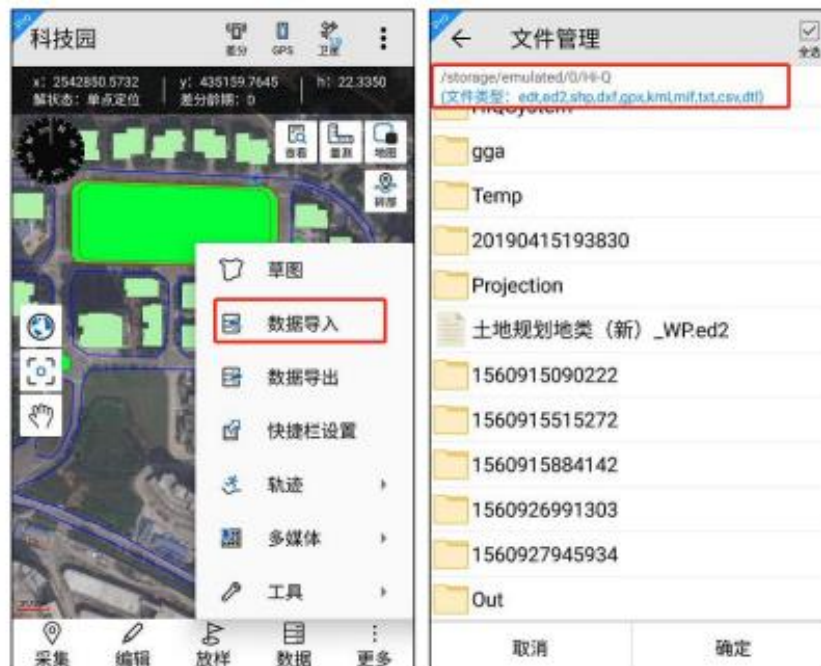 科技园
差分
GPS
卫星
x: 2542850.5732
y: 435159.7645
h: 22.3350
解状态: 单点定位
差分龄期: 0
查看
量测
地图
草图
数据导入
数据导出
快捷栏设置
轨迹
多媒体
工具
采集
编辑
放样
数据
更多
文件管理
全选
/storage/emulated/0/Hi-Q
(文件类型: edt,ed2,shp,dxf,gpx,kml,mif,txt,csv,dtl)
HiQSystem
gga
Temp
20190415193830
Projection
土地规划地类（新）_WP.ed2
1560915090222
1560915515272
1560915884142
1560926991303
1560927945934
Out
取消
确定